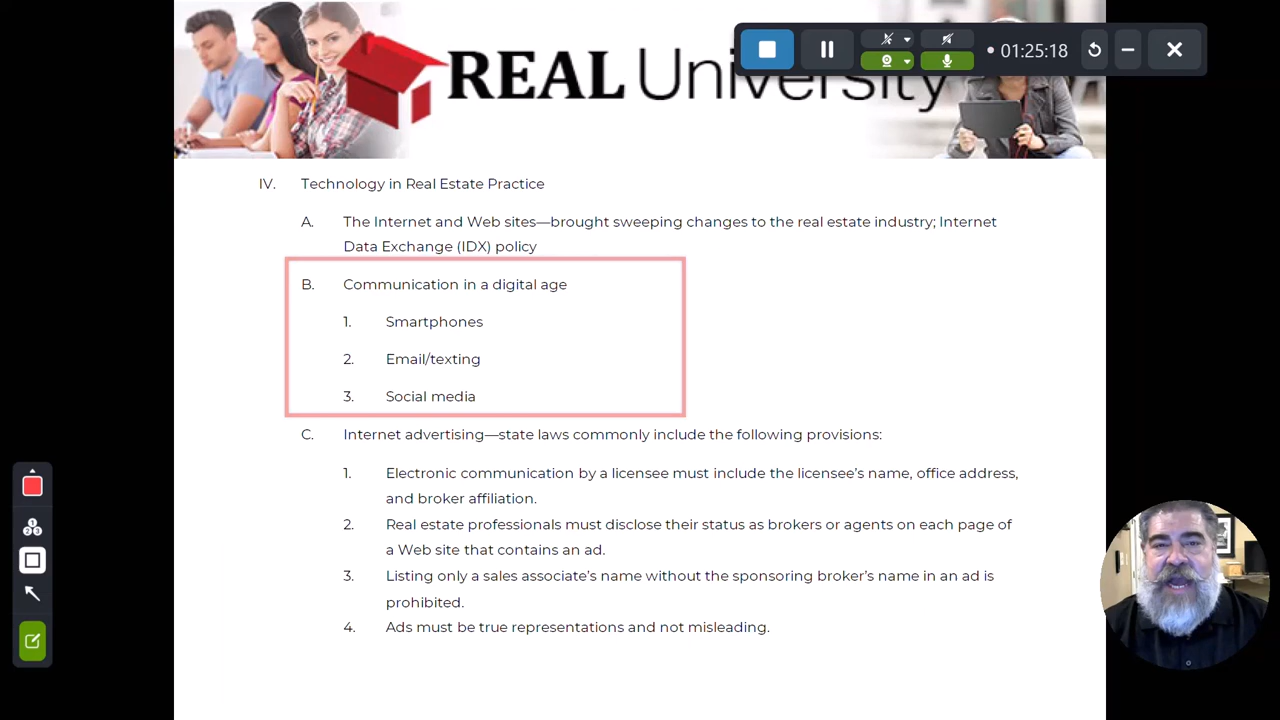 REAL University
01:25:18
IV. Technology in Real Estate Practice
A. The Internet and Web sites—brought sweeping changes to the real estate industry; Internet
Data Exchange (IDX) policy
B. Communication in a digital age
1. Smartphones
2. Email/texting
3. Social media
C. Internet advertising—state laws commonly include the following provisions:
1. Electronic communication by a licensee must include the licensee’s name, office address,
and broker affiliation.
2. Real estate professionals must disclose their status as brokers or agents on each page of
a Web site that contains an ad.
3. Listing only a sales associate’s name without the sponsoring broker’s name in an ad is
prohibited.
4. Ads must be true representations and not misleading.